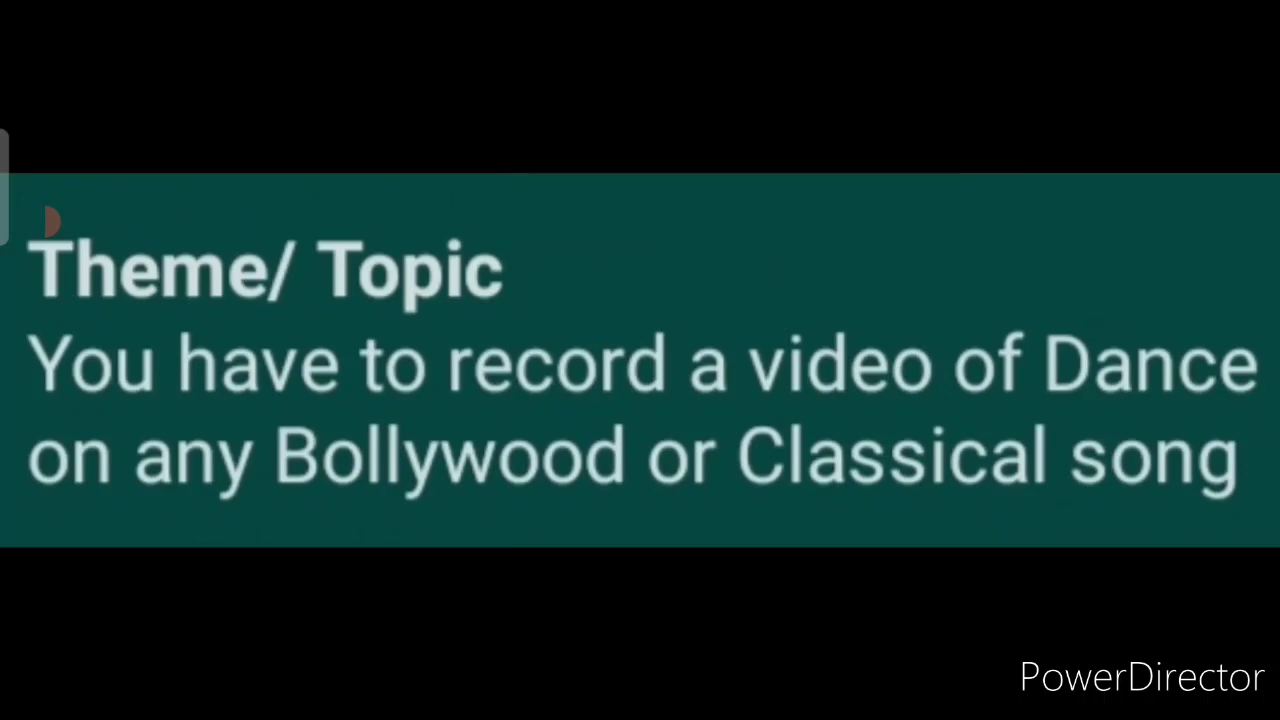 Theme/ Topic
You have to record a video of Dance
on any Bollywood or Classical song
PowerDirector